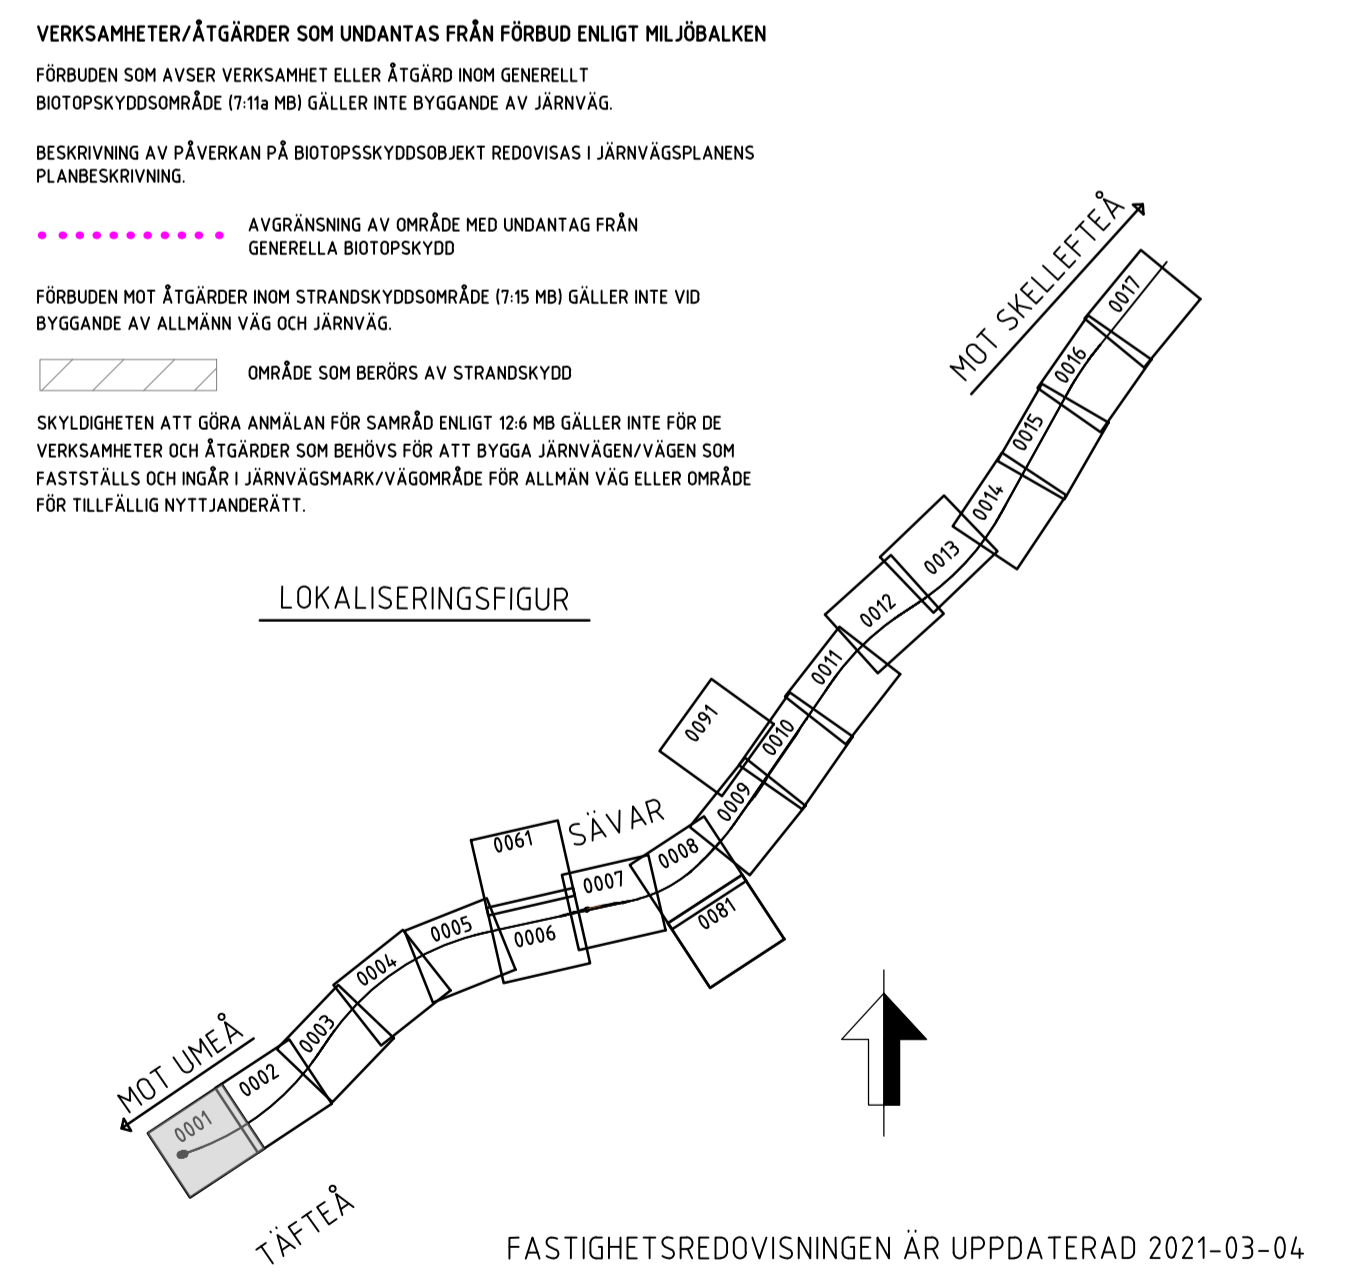 VERKSAMHETER/ÅTGÄRDER SOM UNDANTAS FRÅN FÖRBUD ENLIGT MILJÖBALKEN
FÖRBUDEN SOM AVSER VERKSAMHET ELLER ÅTGÄRD INOM GENERELLT
BIOTOPSKYDDSOMRÅDE (7:11a MB) GÄLLER INTE BYGGANDE AV JÄRNVÄG.
BESKRIVNING AV PÅVERKAN PÅ BIOTOPSSKYDDSOBJEKT REDOVISAS I JÄRNVÄGSPLANENS
PLANBESKRIVNING.
AVGRÄNSNING AV OMRÅDE MED UNDANTAG FRÅN
GENERELLA BIOTOPSKYDD
FÖRBUDEN MOT ÅTGÄRDER INOM STRANDSKYDDSOMRÅDE (7:15 MB) GÄLLER INTE VID
BYGGANDE AV ALLMÄNN VÄG OCH JÄRNVÄG.
OMRÅDE SOM BERÖRS AV STRANDSKYDD
SKYLDIGHETEN ATT GÖRA ANMÄLAN FÖR SAMRÅD ENLIGT 12:6 MB GÄLLER INTE FÖR DE
VERKSAMHETER OCH ÅTGÄRDER SOM BEHÖVS FÖR ATT BYGGA JÄRNVÄGEN/VÄGEN SOM
FASTSTÄLLS OCH INGÅR I JÄRNVÄGSMARK/VÄGOMRÅDE FÖR ALLMÄN VÄG ELLER OMRÅDE
FÖR TILLFÄLLIG NYTTJANDERÄTT.
LOKALISERINGSFIGUR
MOT SKELLEFTEÅ
0017
0016
0015
0014
0013
0012
0011
0091
0010
0009
SÄVAR
0061
0008
0007
0081
0006
0005
0004
0003
MOT UMEÅ
0002
0001
TÄFTEÅ
FASTIGHETSREDOVISNINGEN ÄR UPPDATERAD 2021-03-04